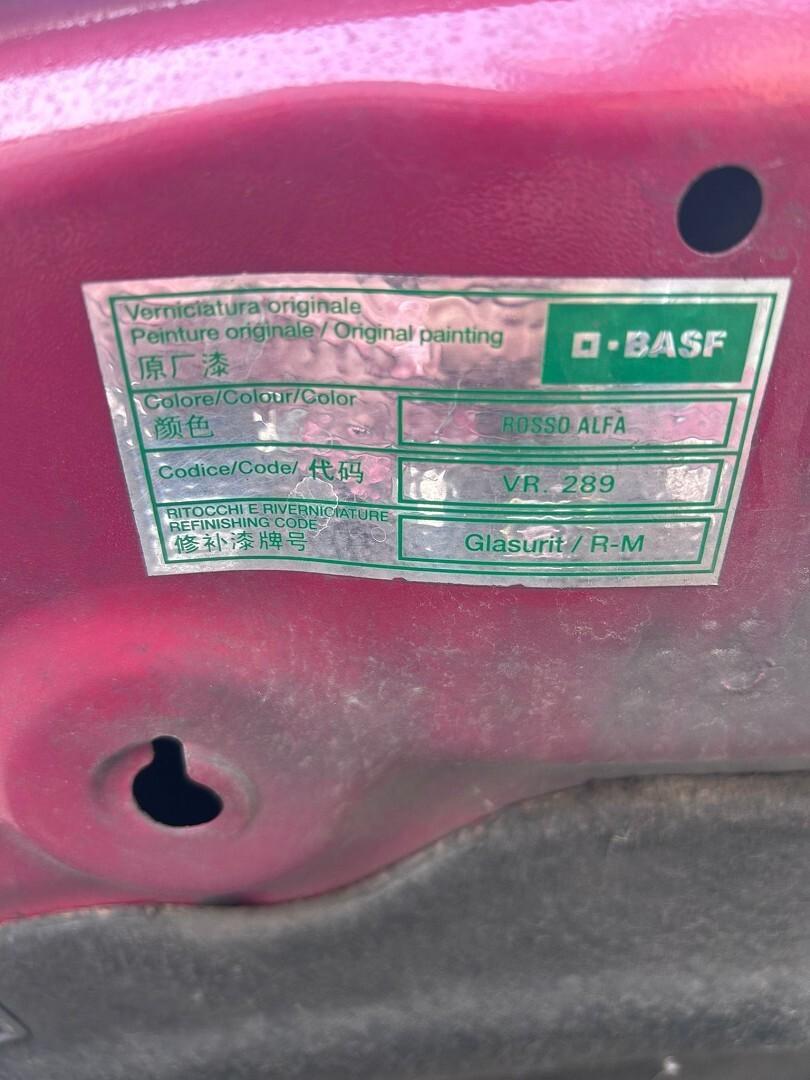 Verniciatura originale
Peinture originale / Original painting
原厂漆
BASF
Colore/Colour/Color
颜色
ROSSO ALFA
Codice/Code/ 代码
VR. 289
RITOCCHI E RIVERNICIATURE
REFINISHING CODE
修补漆牌号
Glasurit / R-M